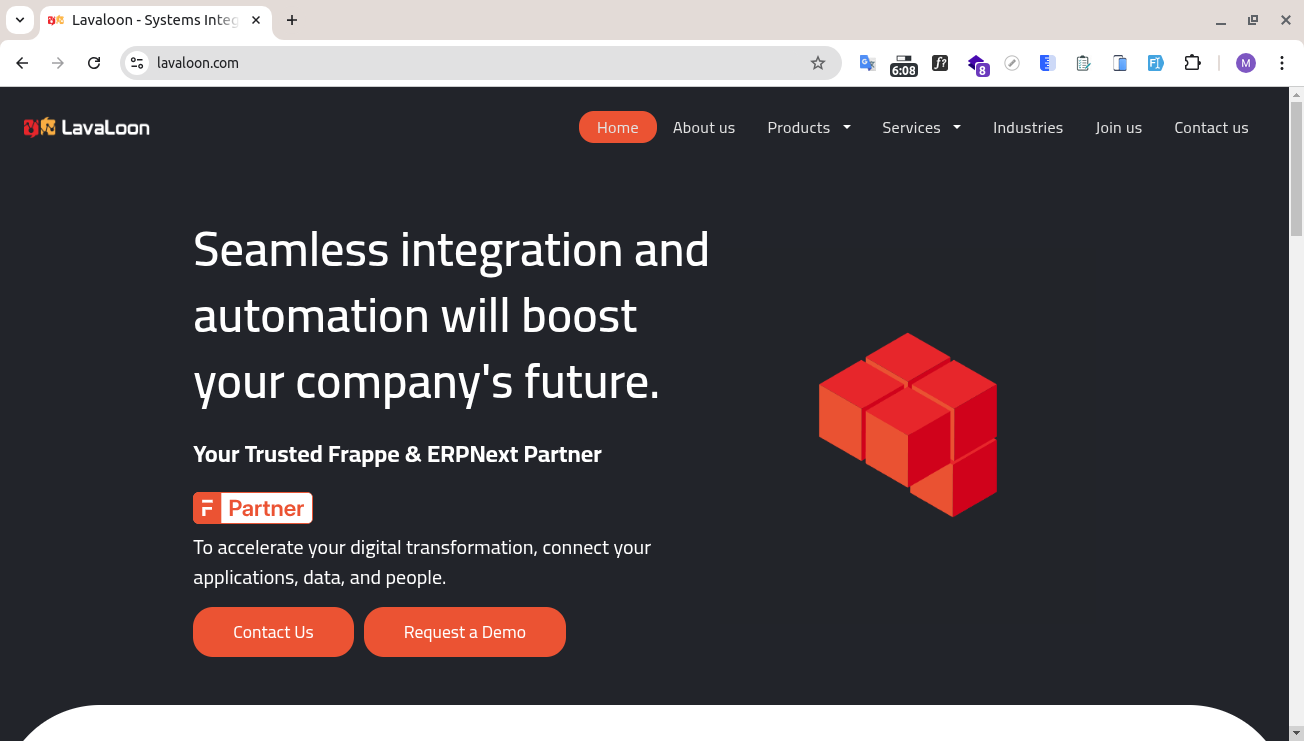 Lavaloon - Systems Integ
lavaloon.com
6:08
f?
8
M
LavaLoon
Home
About us
Products
Services
Industries
Join us
Contact us
Seamless integration and
automation will boost
your company's future.
Your Trusted Frappe & ERPNext Partner
F Partner
To accelerate your digital transformation, connect your
applications, data, and people.
Contact Us
Request a Demo